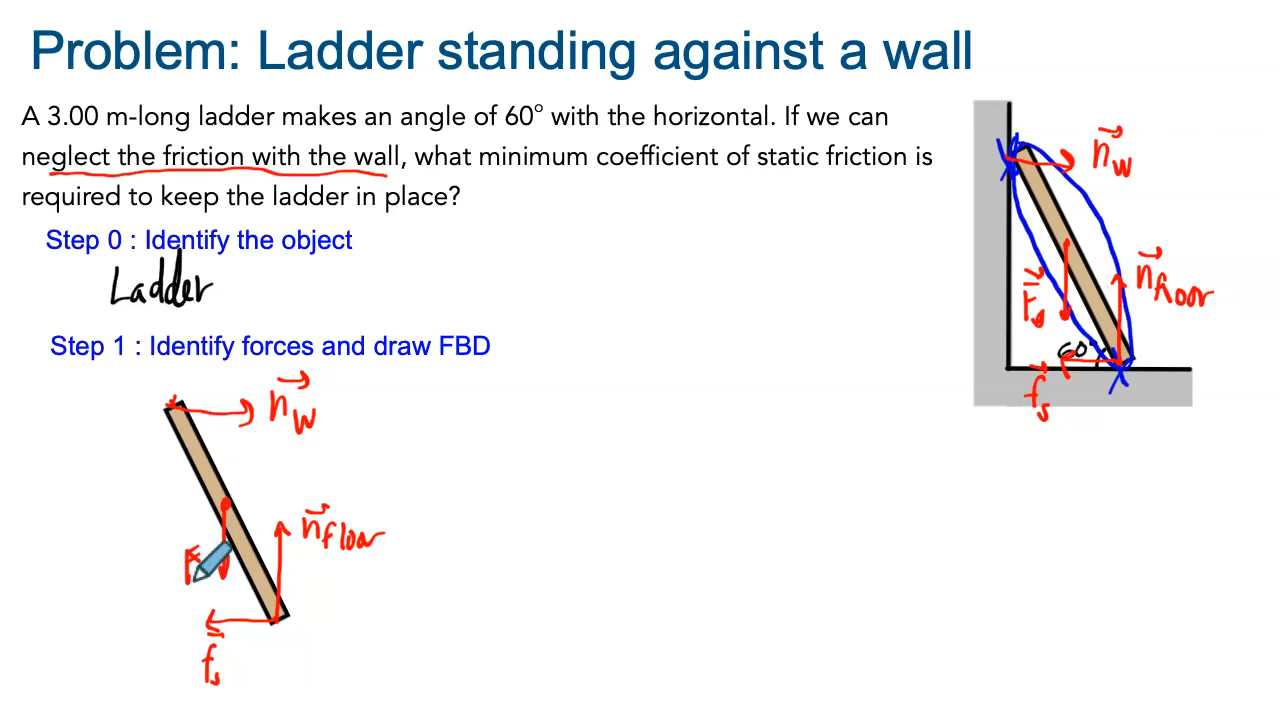 Problem: Ladder standing against a wall
A 3.00 m-long ladder makes an angle of 60° with the horizontal. If we can
neglect the friction with the wall, what minimum coefficient of static friction is
required to keep the ladder in place?
Step 0 : Identify the object
Ladder
Step 1 : Identify forces and draw FBD
n⃗w
n⃗floor
F
f⃗s
n⃗w
n⃗floor
60°
f⃗s